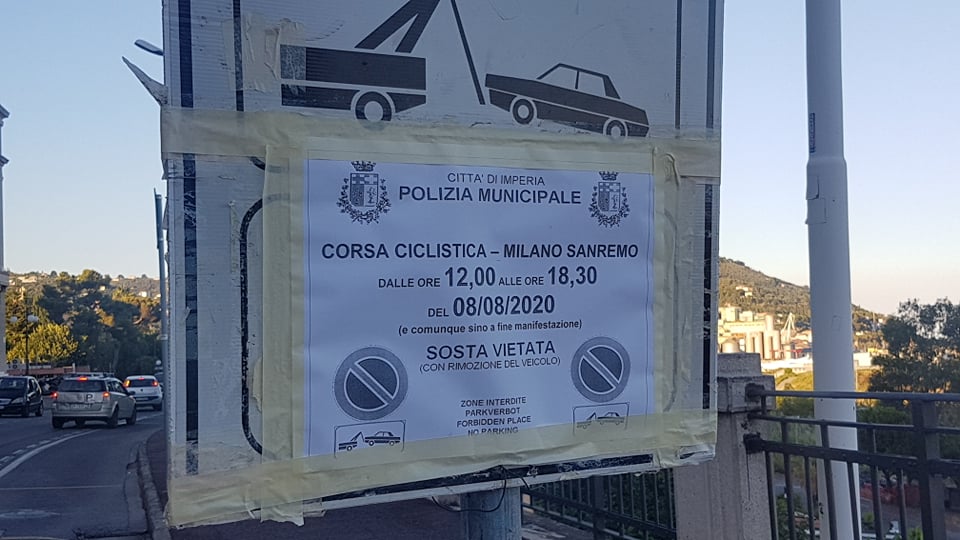 CITTA' DI IMPERIA
POLIZIA MUNICIPALE
CORSA CICLISTICA – MILANO SANREMO
DALLE ORE 12,00 ALLE ORE 18,30
DEL 08/08/2020
(e comunque sino a fine manifestazione)
SOSTA VIETATA
(CON RIMOZIONE DEL VEICOLO)
ZONE INTERDITE
PARKVERBOT
FORBIDDEN PLACE
NO PARKING